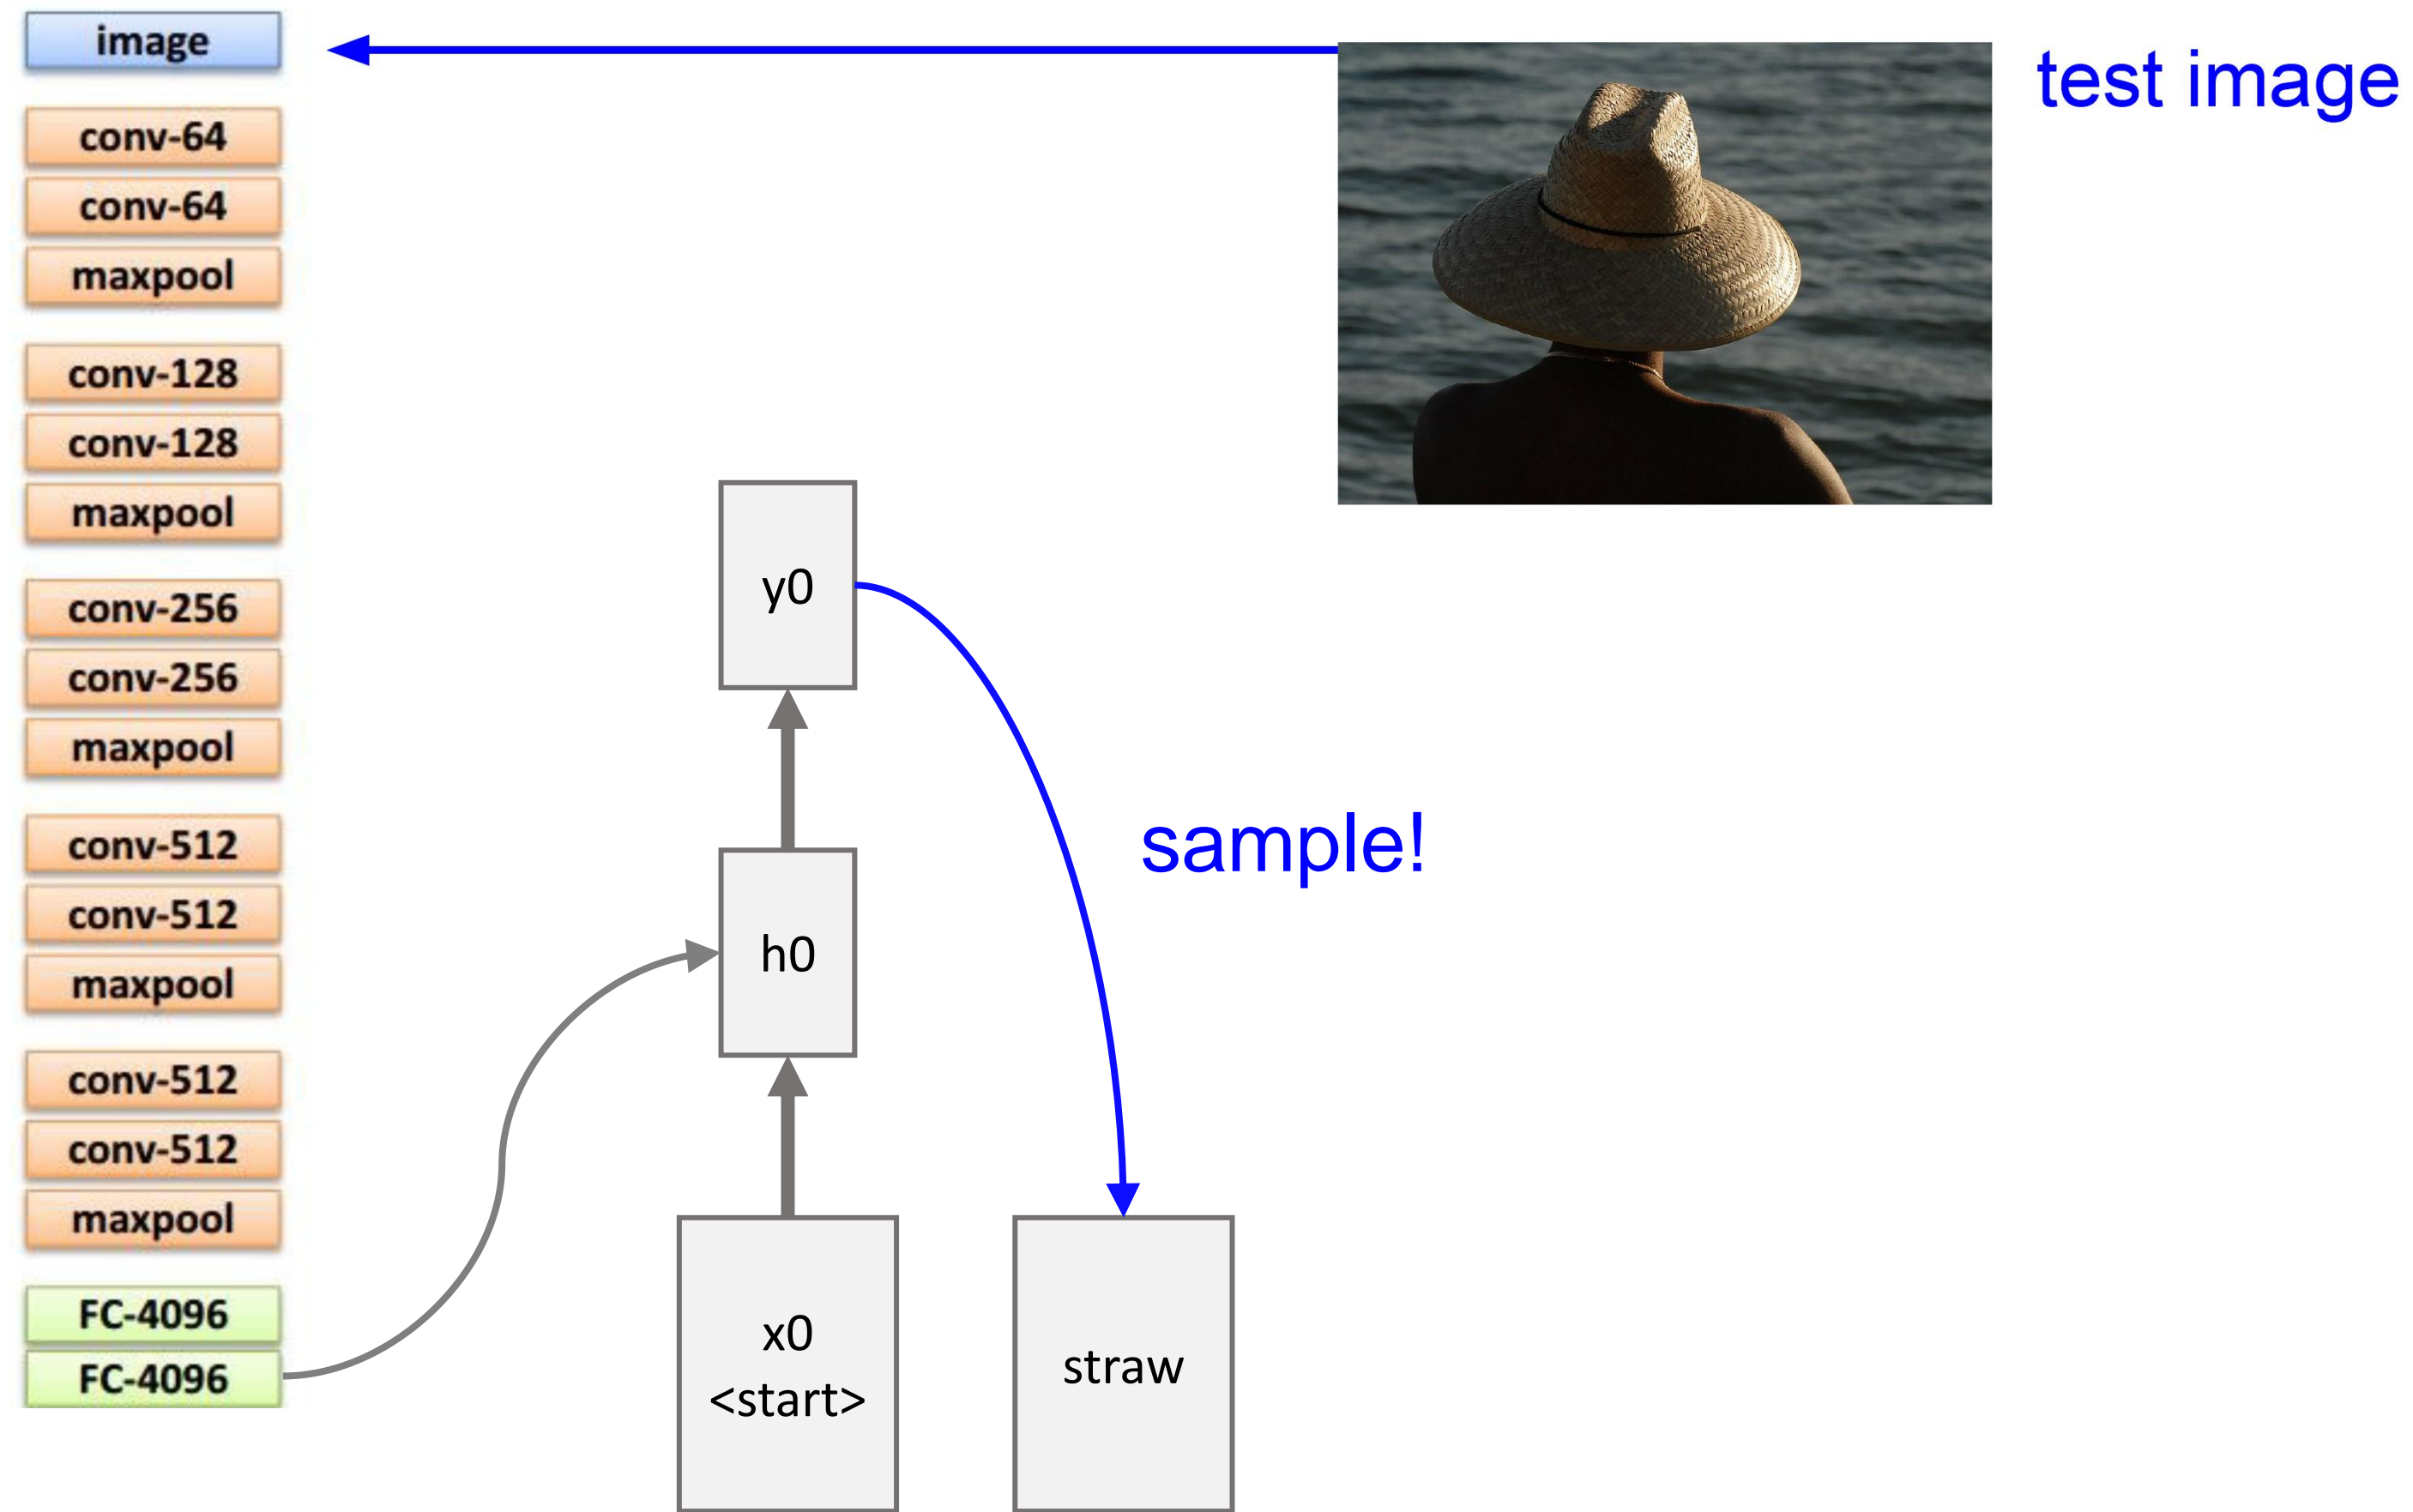 image
test image
conv-64
conv-64
maxpool
conv-128
conv-128
maxpool
conv-256
conv-256
maxpool
conv-512
conv-512
maxpool
conv-512
conv-512
maxpool
FC-4096
FC-4096
y0
sample!
h0
x0
<start>
straw